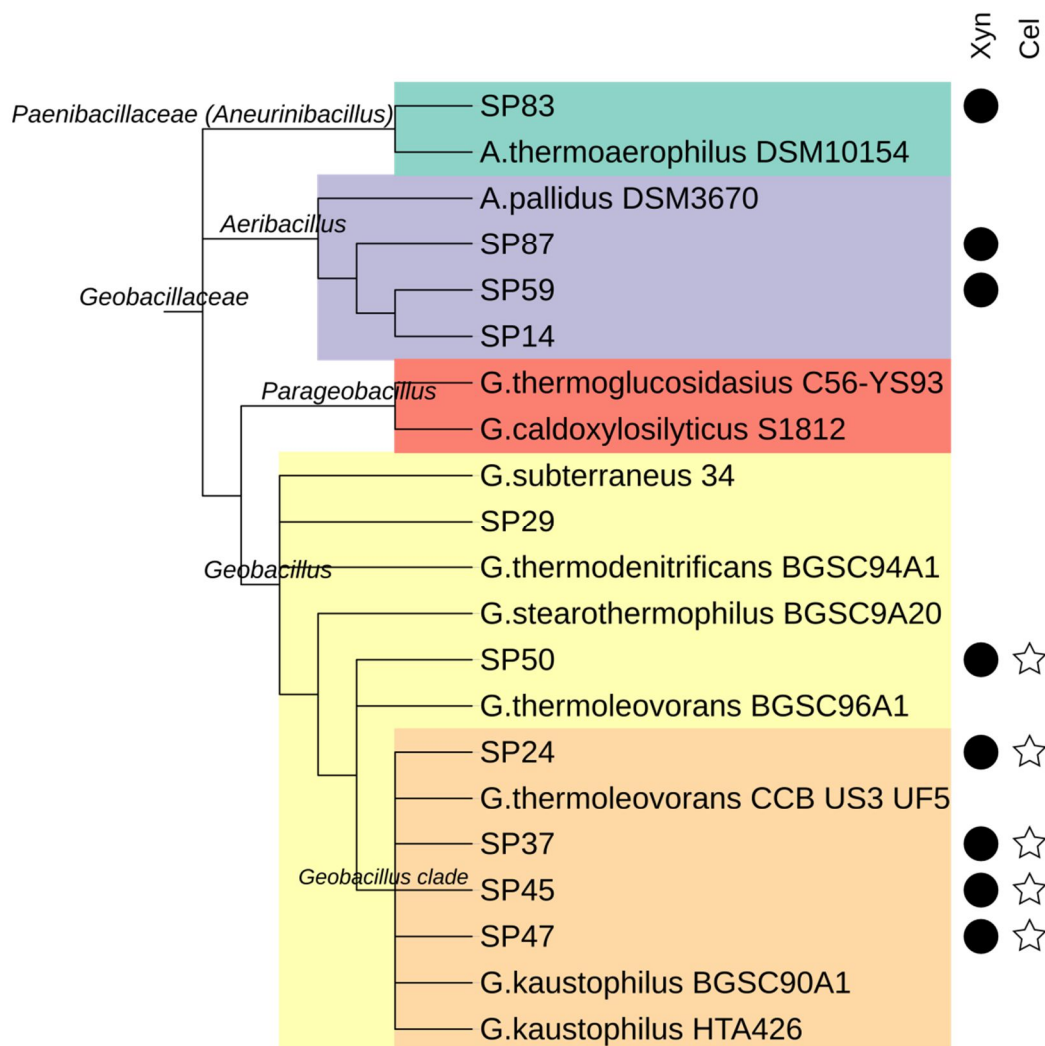 Xyn
Cel
Paenibacillaceae (Aneurinibacillus)
SP83
A.thermoaerophilus DSM10154
A.pallidus DSM3670
Aeribacillus
SP87
SP59
Geobacillaceae
SP14
G.thermoglucosidasius C56-YS93
Parageobacillus
G.caldoxylosilyticus S1812
G.subterraneus 34
SP29
Geobacillus
G.thermodenitrificans BGSC94A1
G.stearothermophilus BGSC9A20
SP50
G.thermoleovorans BGSC96A1
SP24
G.thermoleovorans CCB US3 UF5
SP37
Geobacillus clade
SP45
SP47
G.kaustophilus BGSC90A1
G.kaustophilus HTA426